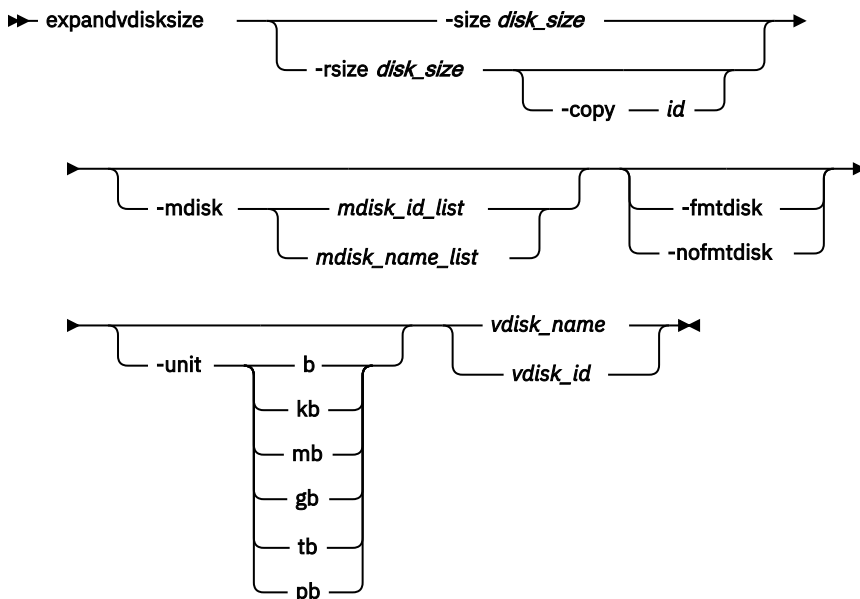 expandvdisksize -size disk_size
-rsize disk_size
-copy id
-mdisk mdisk_id_list -fmtdisk
mdisk_name_list -nofmtdisk
-unit b vdisk_name
kb vdisk_id
mb
gb
tb
pb